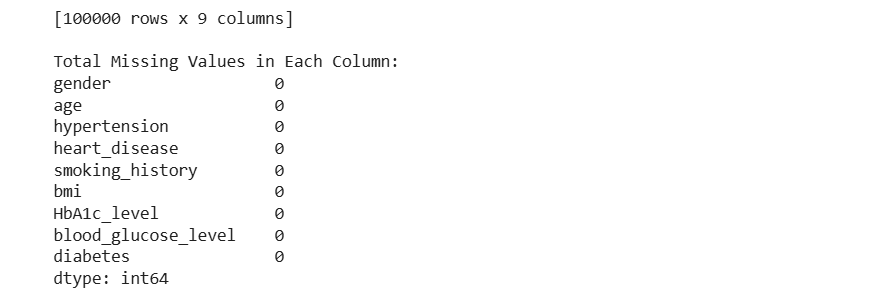 [100000 rows x 9 columns]
Total Missing Values in Each Column:
gender 0
age 0
hypertension 0
heart_disease 0
smoking_history 0
bmi 0
HbA1c_level 0
blood_glucose_level 0
diabetes 0
dtype: int64